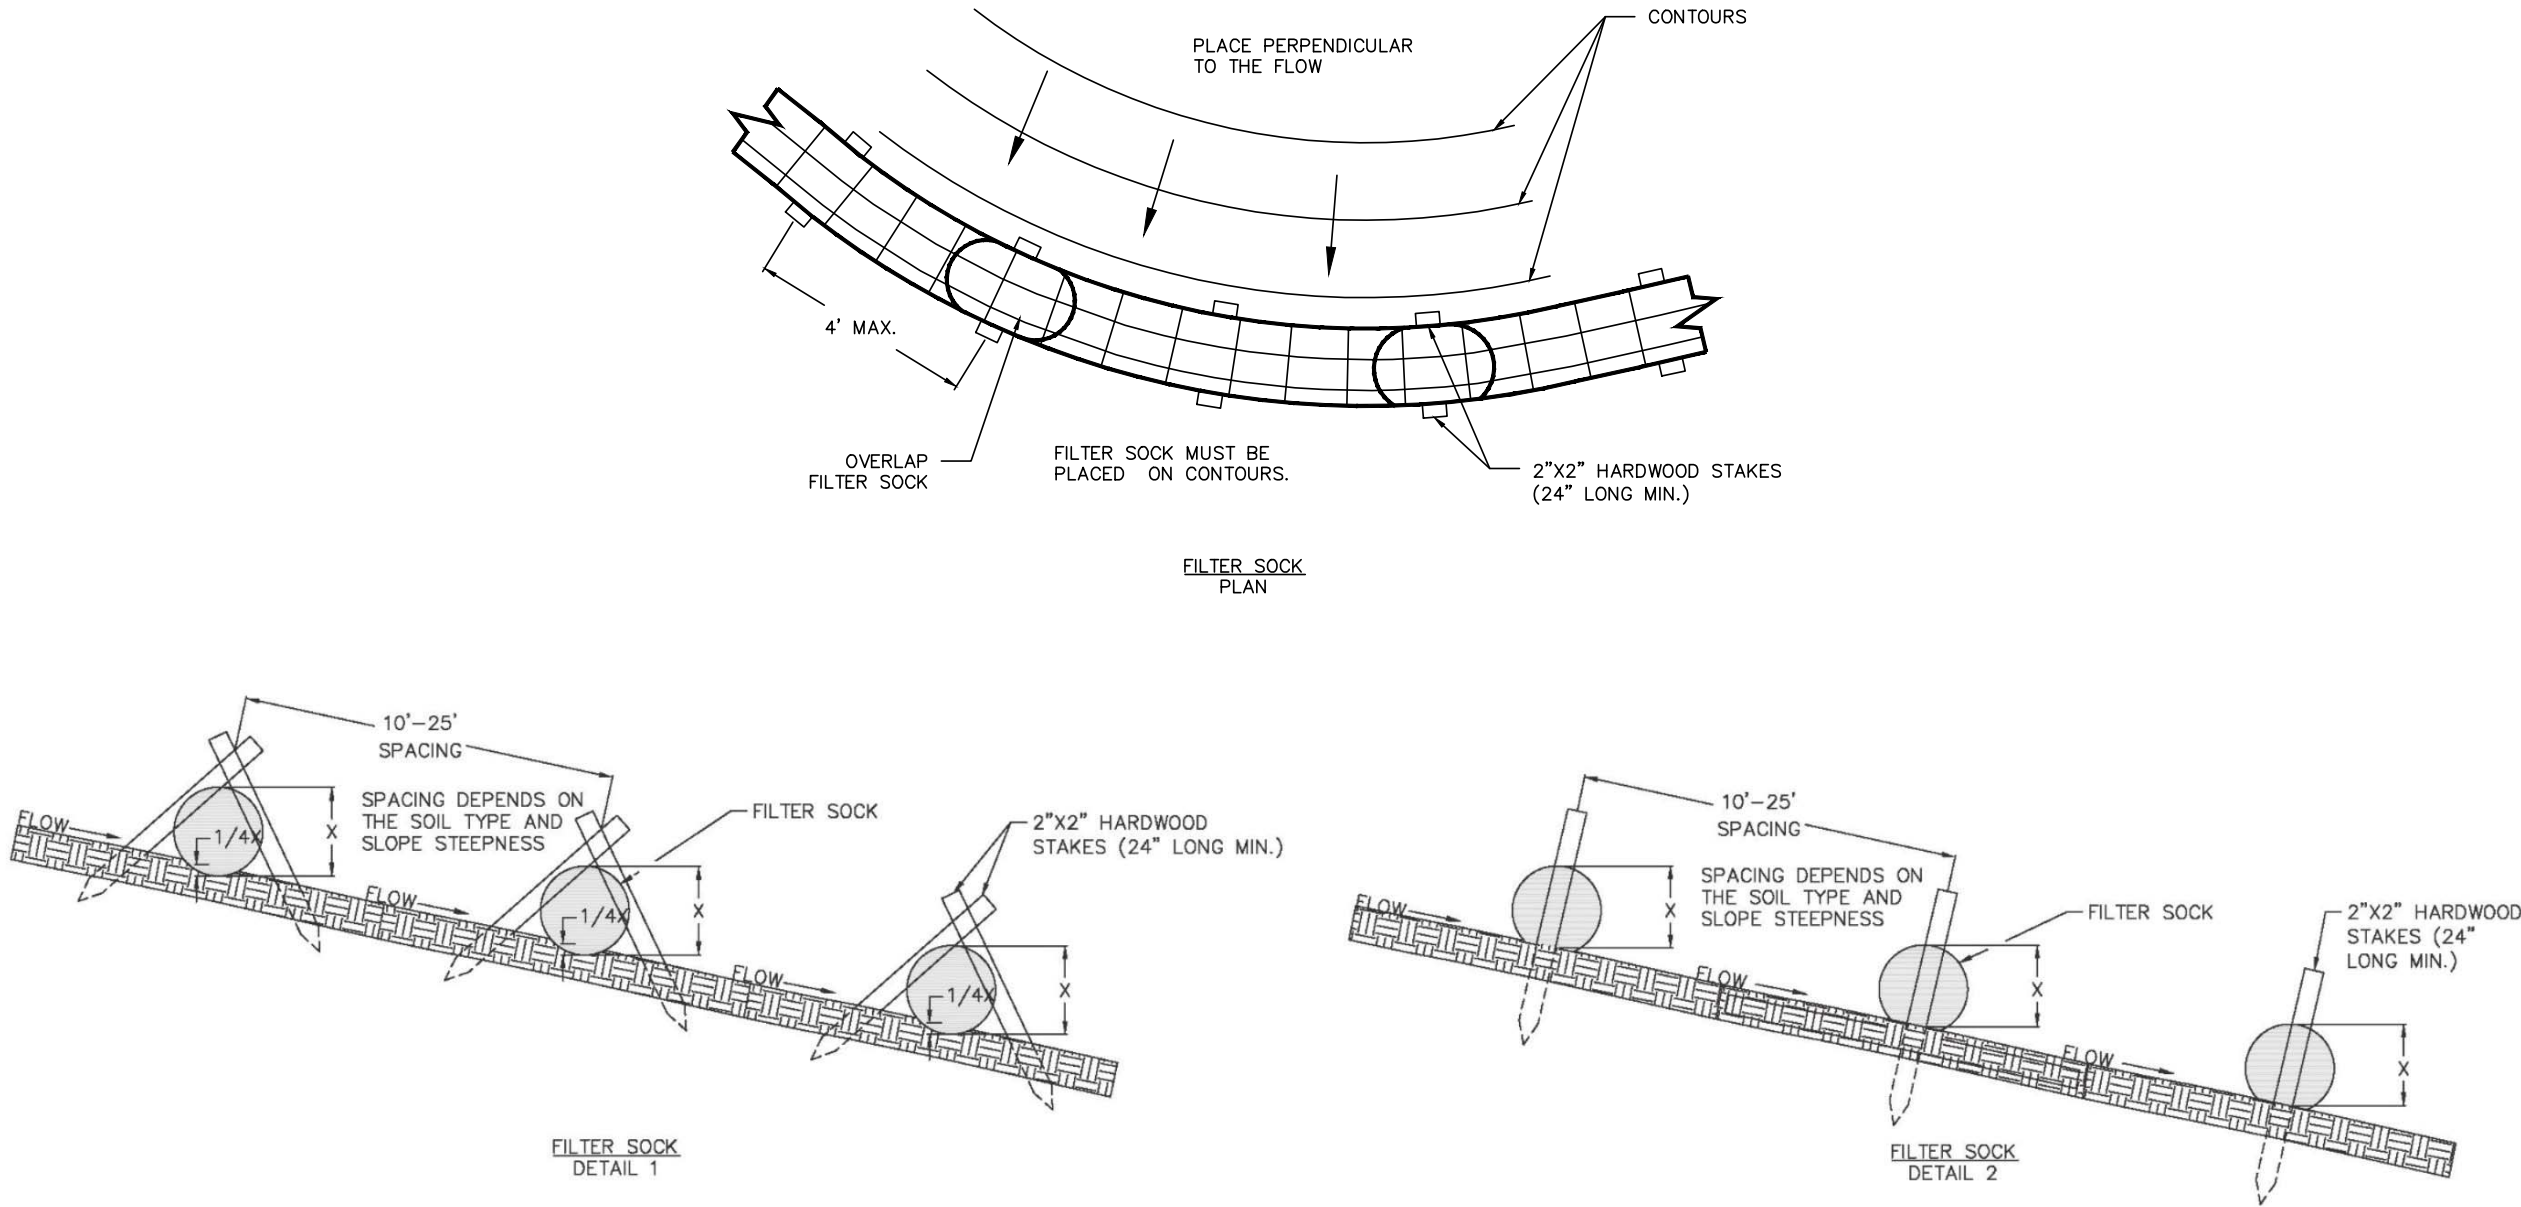 CONTOURS
PLACE PERPENDICULAR
TO THE FLOW
4' MAX.
OVERLAP
FILTER SOCK
FILTER SOCK MUST BE
PLACED ON CONTOURS.
2"X2" HARDWOOD STAKES
(24" LONG MIN.)
FILTER SOCK
PLAN
10'-25'
SPACING
SPACING DEPENDS ON
THE SOIL TYPE AND
SLOPE STEEPNESS
FLOW
1/4X
X
FILTER SOCK
FLOW
1/4X
X
2"X2" HARDWOOD
STAKES (24" LONG MIN.)
FLOW
1/4X
X
FILTER SOCK
DETAIL 1
10'-25'
SPACING
SPACING DEPENDS ON
THE SOIL TYPE AND
SLOPE STEEPNESS
FLOW
X
FILTER SOCK
FLOW
X
2"X2" HARDWOOD
STAKES (24"
LONG MIN.)
FLOW
X
FILTER SOCK
DETAIL 2